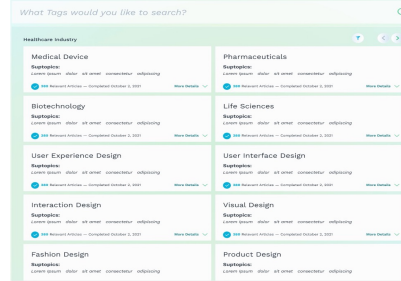 What Tags would you like to search?
Healthcare Industry
Medical Device
Suptopics:
Lorem ipsum dolor sit amet consectetur adipiscing
359 Relevant Articles — Completed October 2, 2021
More Details
Pharmaceuticals
Suptopics:
Lorem ipsum dolor sit amet consectetur adipiscing
359 Relevant Articles — Completed October 2, 2021
More Details
Biotechnology
Suptopics:
Lorem ipsum dolor sit amet consectetur adipiscing
359 Relevant Articles — Completed October 2, 2021
More Details
Life Sciences
Suptopics:
Lorem ipsum dolor sit amet consectetur adipiscing
359 Relevant Articles — Completed October 2, 2021
More Details
User Experience Design
Suptopics:
Lorem ipsum dolor sit amet consectetur adipiscing
359 Relevant Articles — Completed October 2, 2021
More Details
User Interface Design
Suptopics:
Lorem ipsum dolor sit amet consectetur adipiscing
359 Relevant Articles — Completed October 2, 2021
More Details
Interaction Design
Suptopics:
Lorem ipsum dolor sit amet consectetur adipiscing
359 Relevant Articles — Completed October 2, 2021
More Details
Visual Design
Suptopics:
Lorem ipsum dolor sit amet consectetur adipiscing
359 Relevant Articles — Completed October 2, 2021
More Details
Fashion Design
Suptopics:
Lorem ipsum dolor sit amet consectetur adipiscing
Product Design
Suptopics:
Lorem ipsum dolor sit amet consectetur adipiscing